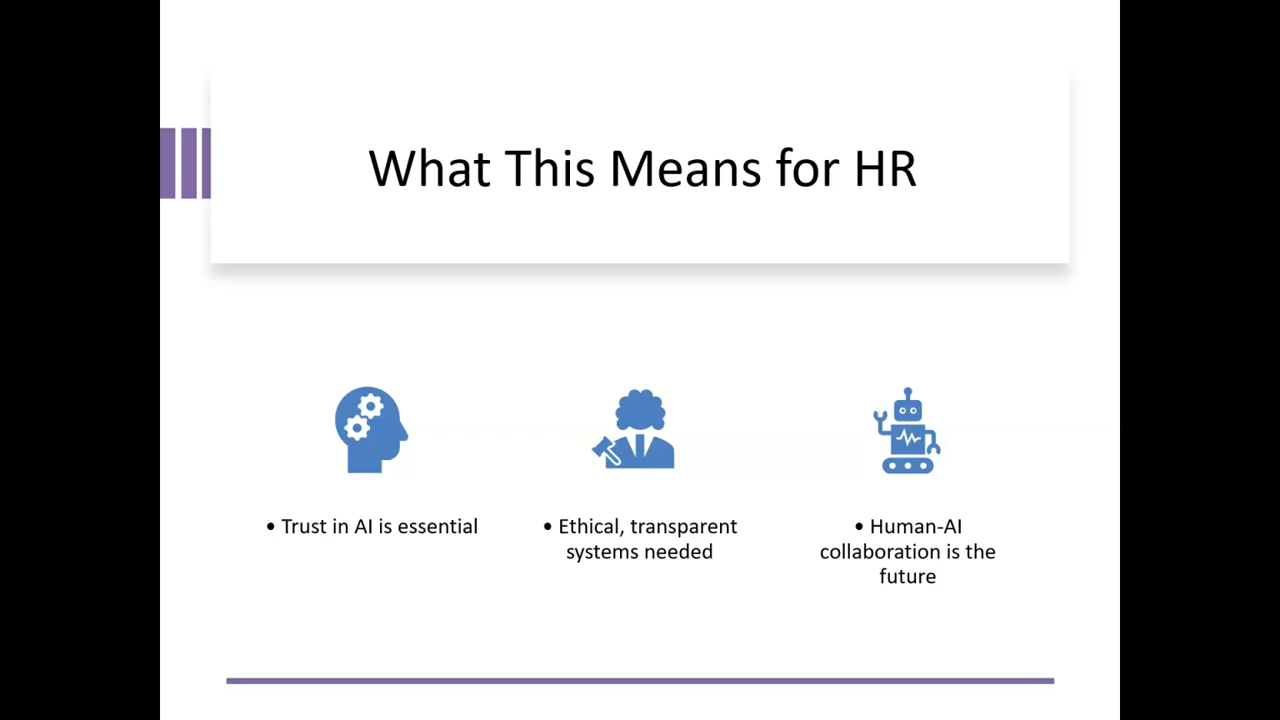 What This Means for HR
• Trust in AI is essential
• Ethical, transparent
systems needed
• Human-AI
collaboration is the
future